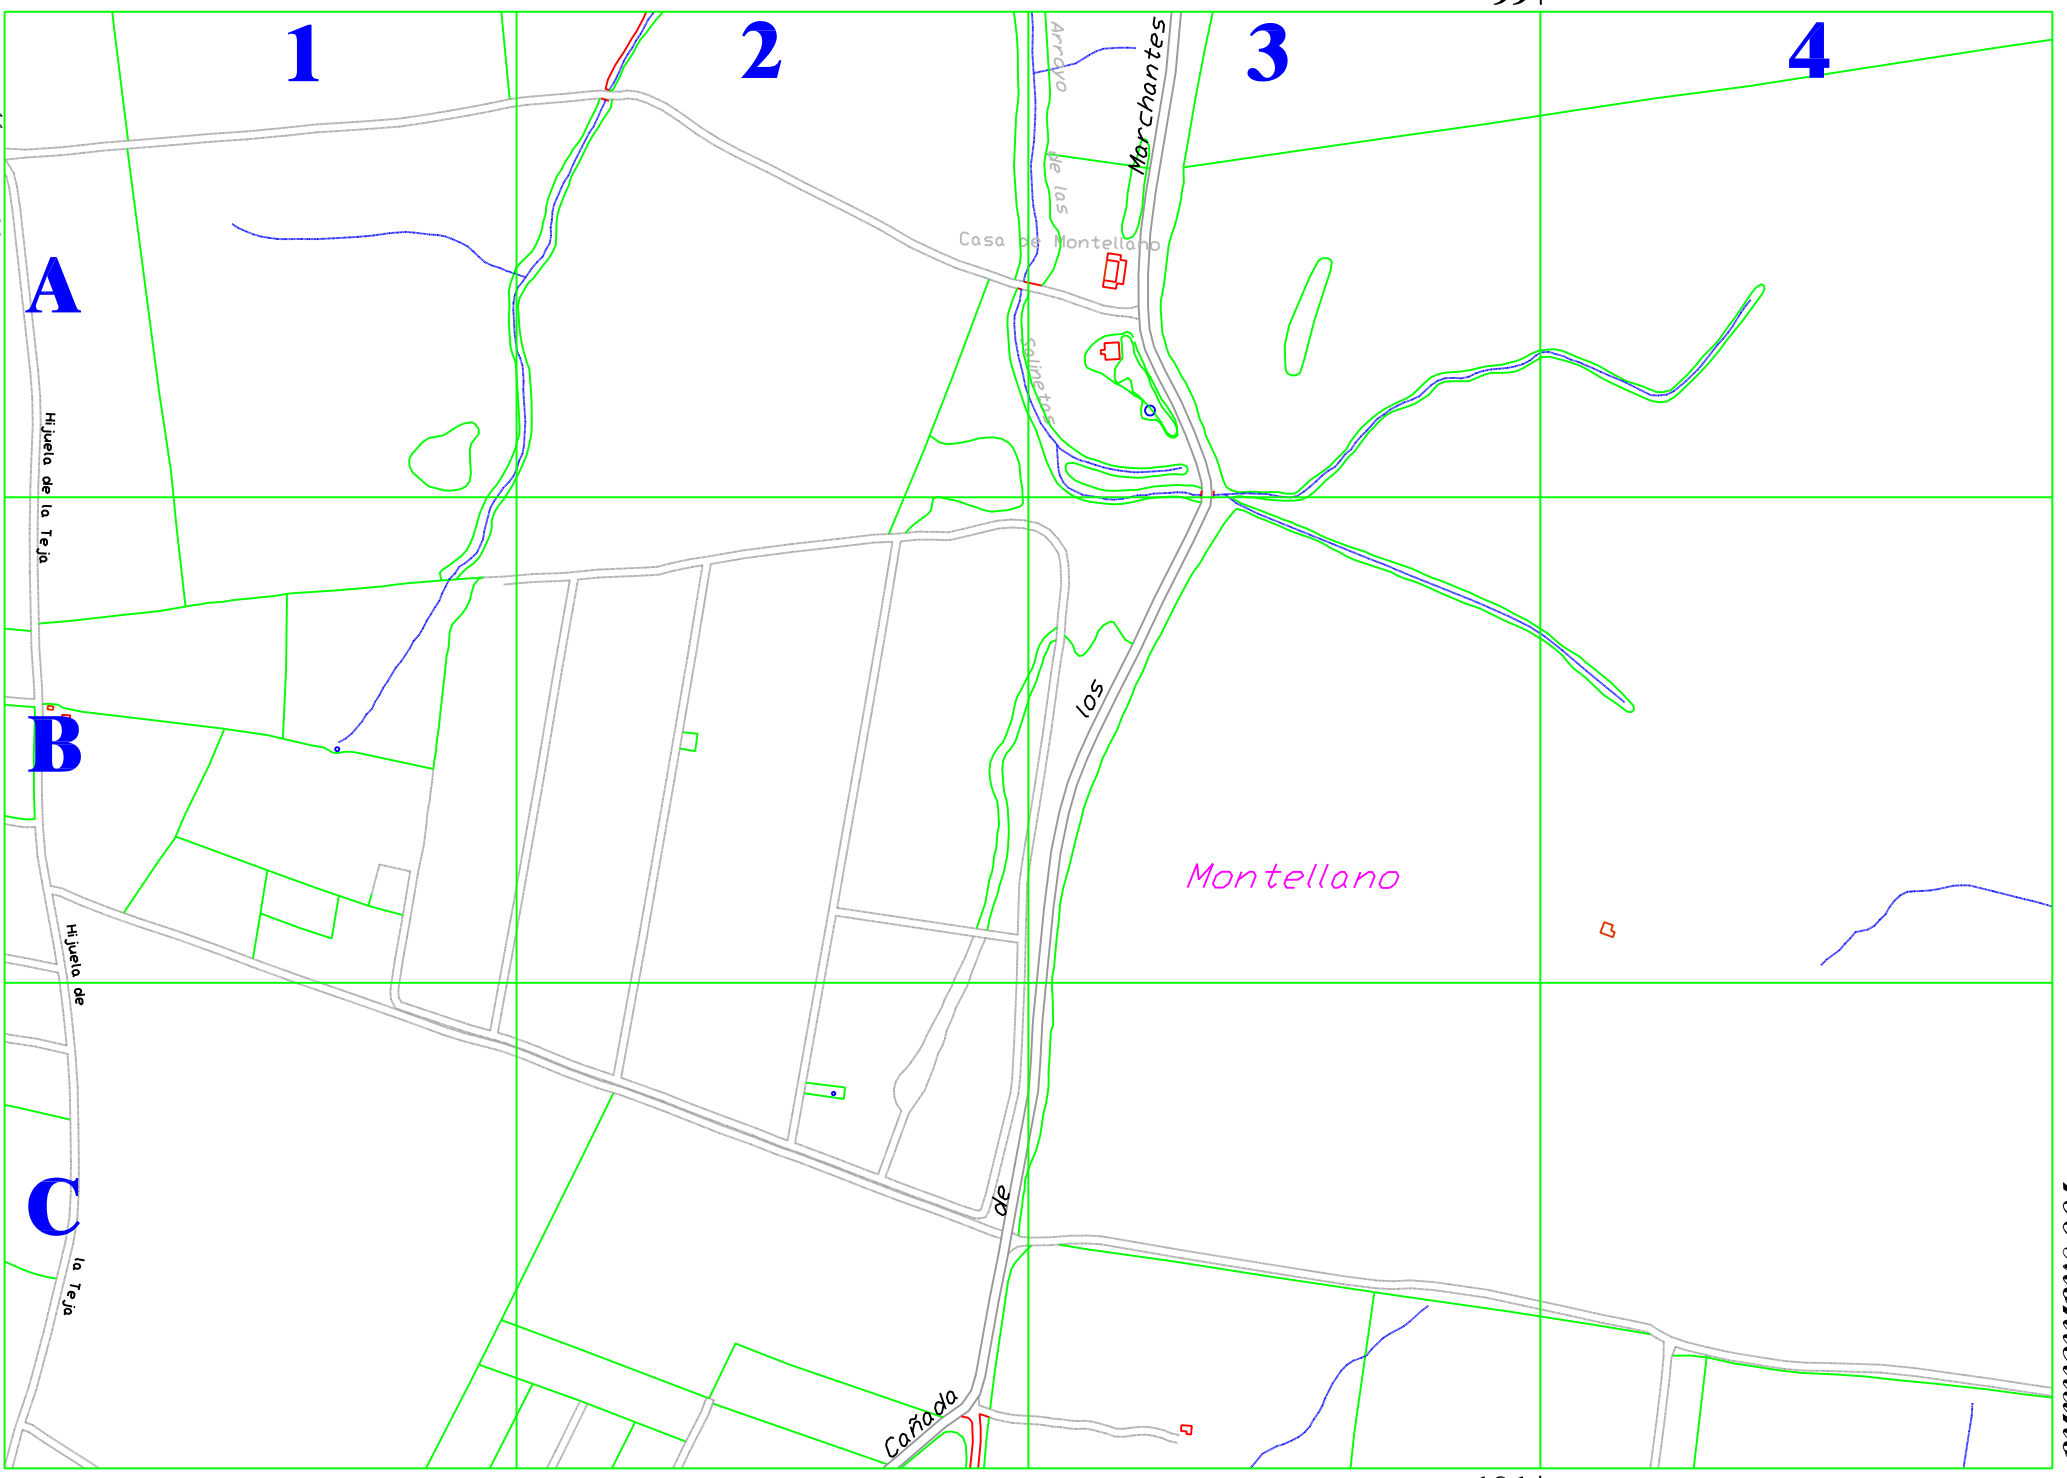 1
2
3
4
Arroyo de las Salinetas
Marchantes
Casa de Montellano
A
Hijuela de la Teja
B
los
Montellano
Hijuela de
C
de
la Teja
Cañada